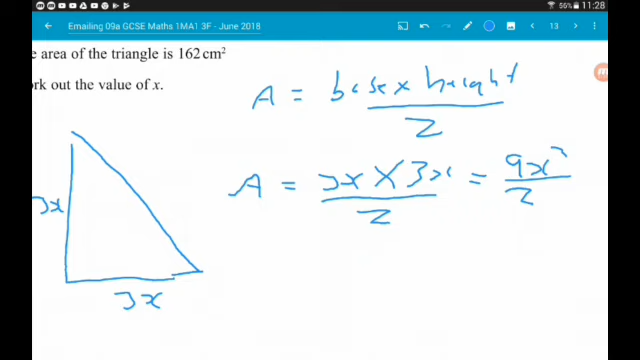 56% 11:28
Emailing 09a GCSE Maths 1MA1 3F - June 2018
13
e area of the triangle is 162 cm²
ork out the value of x.
A = base x height
2
A = 3x × 3x = 9x²
2 2
3x
3x